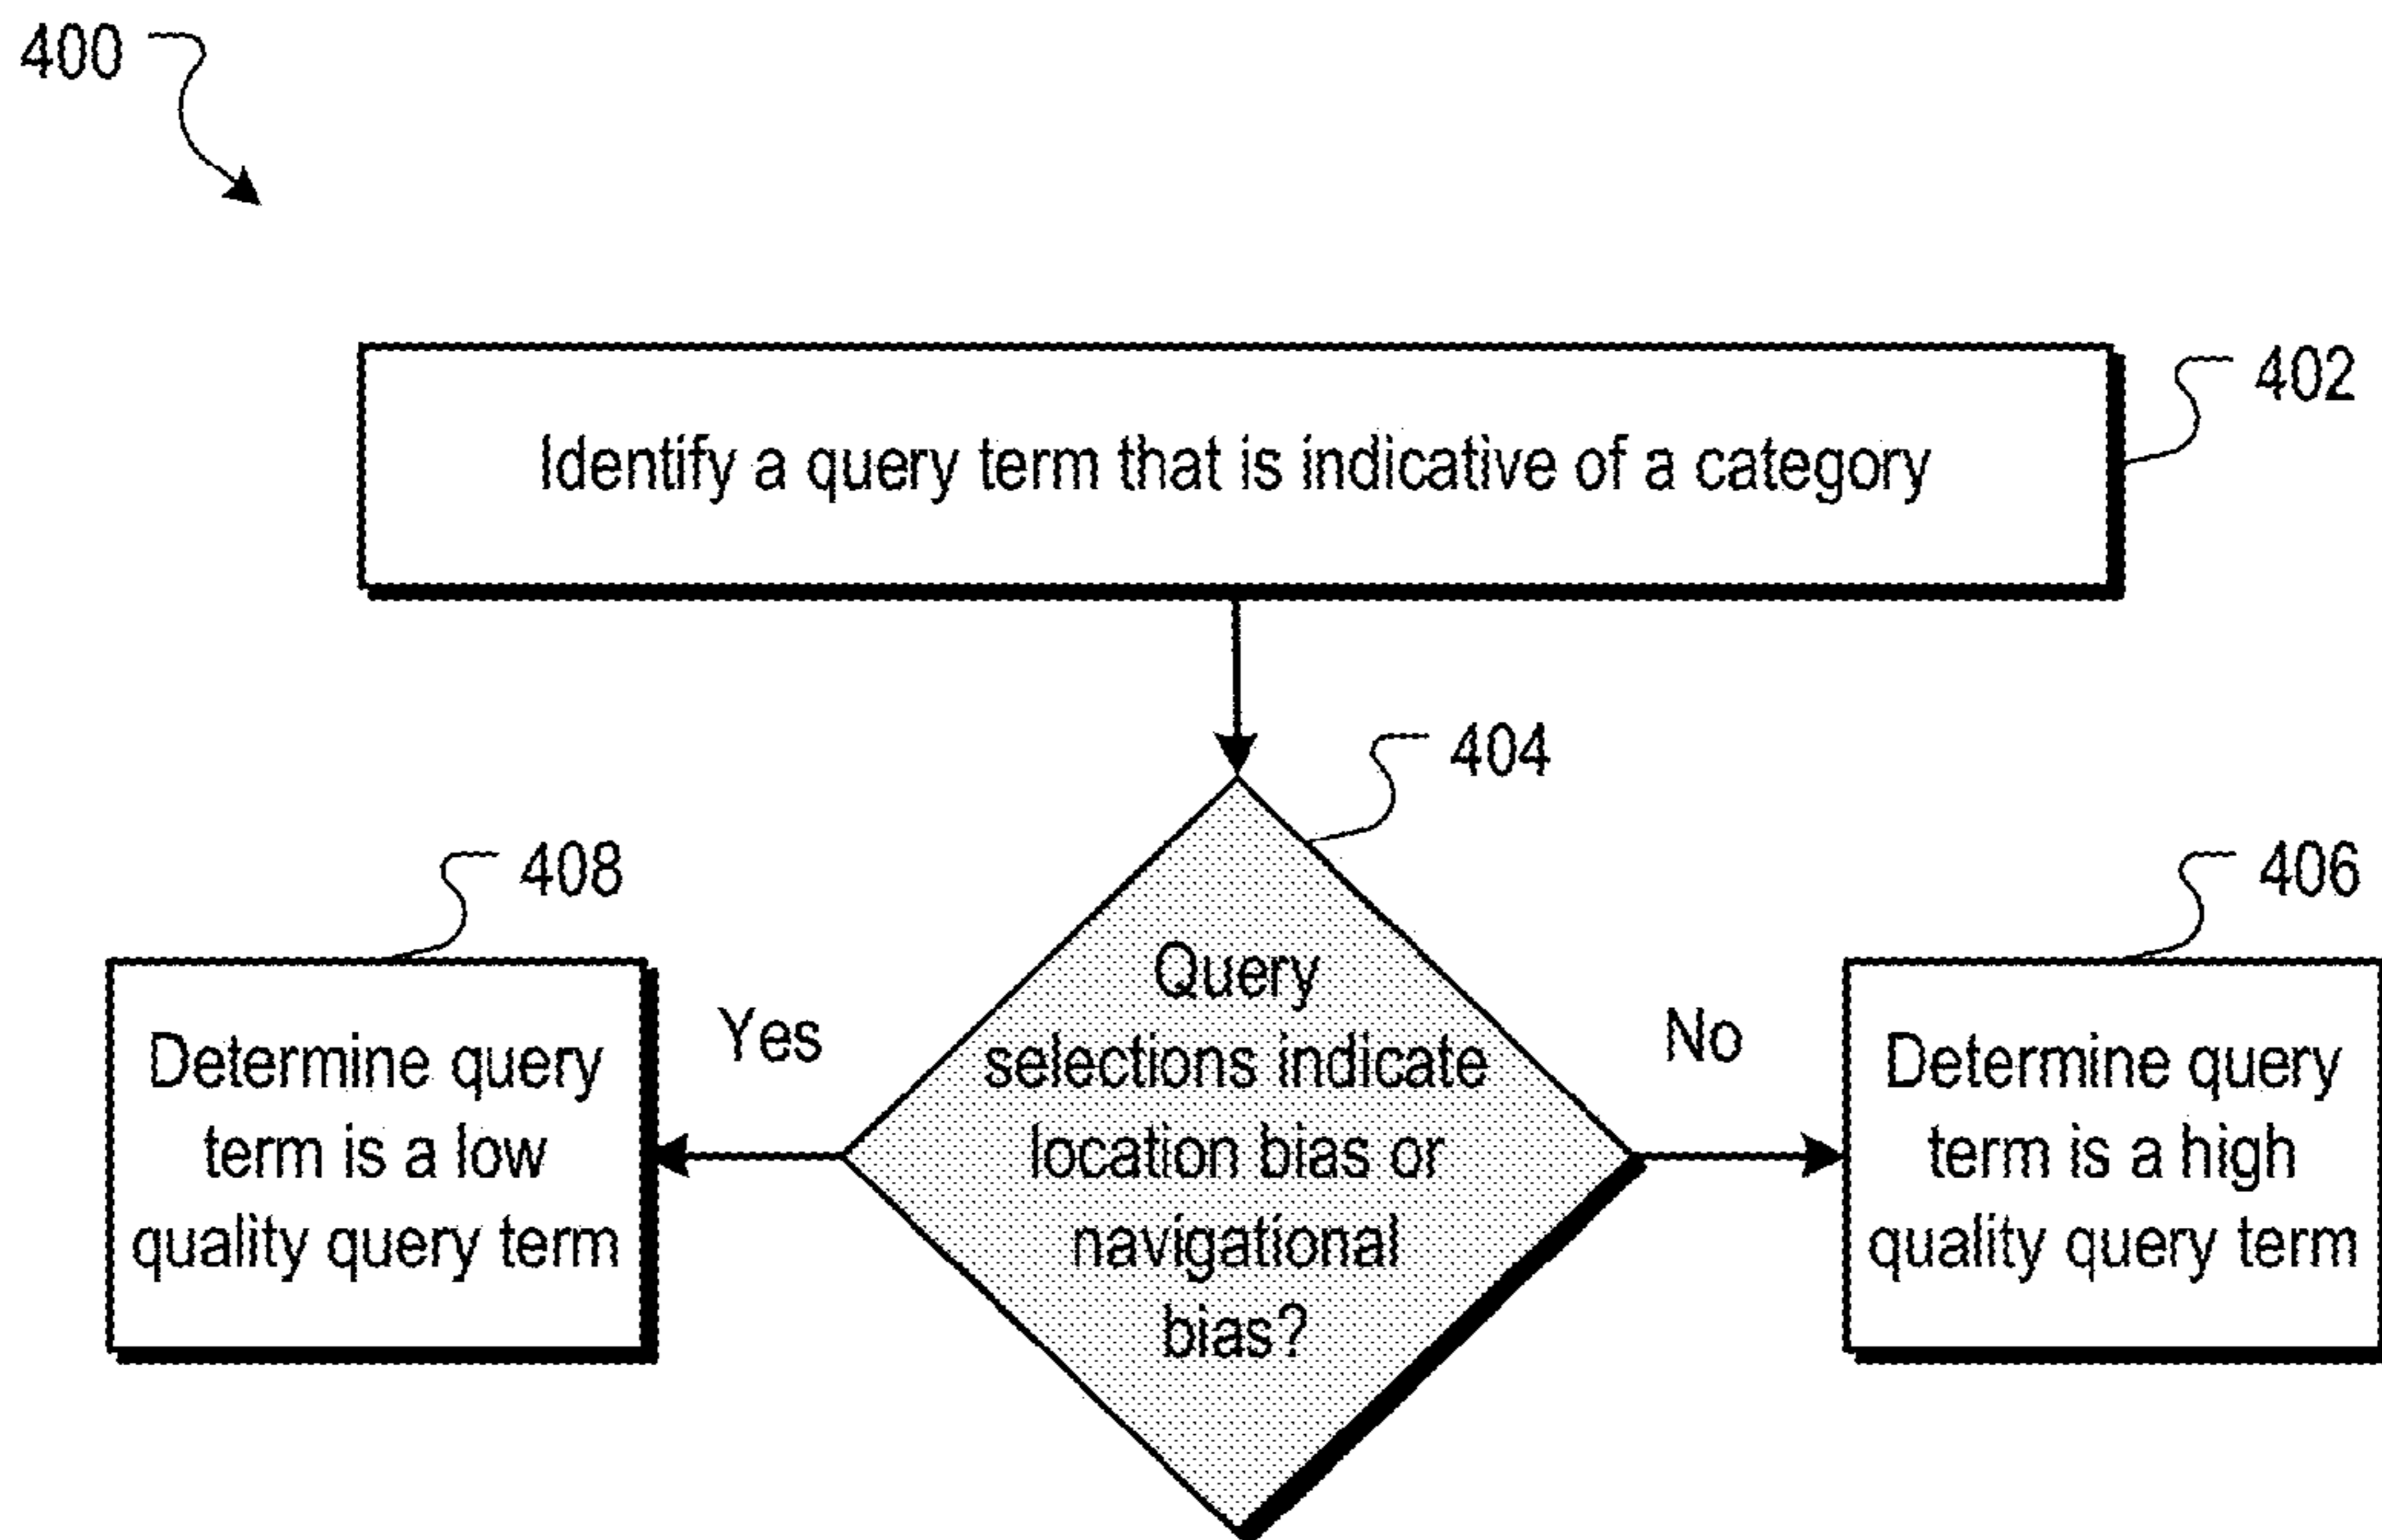 400
402
Identify a query term that is indicative of a category
404
408
406
Yes
No
Determine query
term is a low
quality query term
Query
selections indicate
location bias or
navigational
bias?
Determine query
term is a high
quality query term